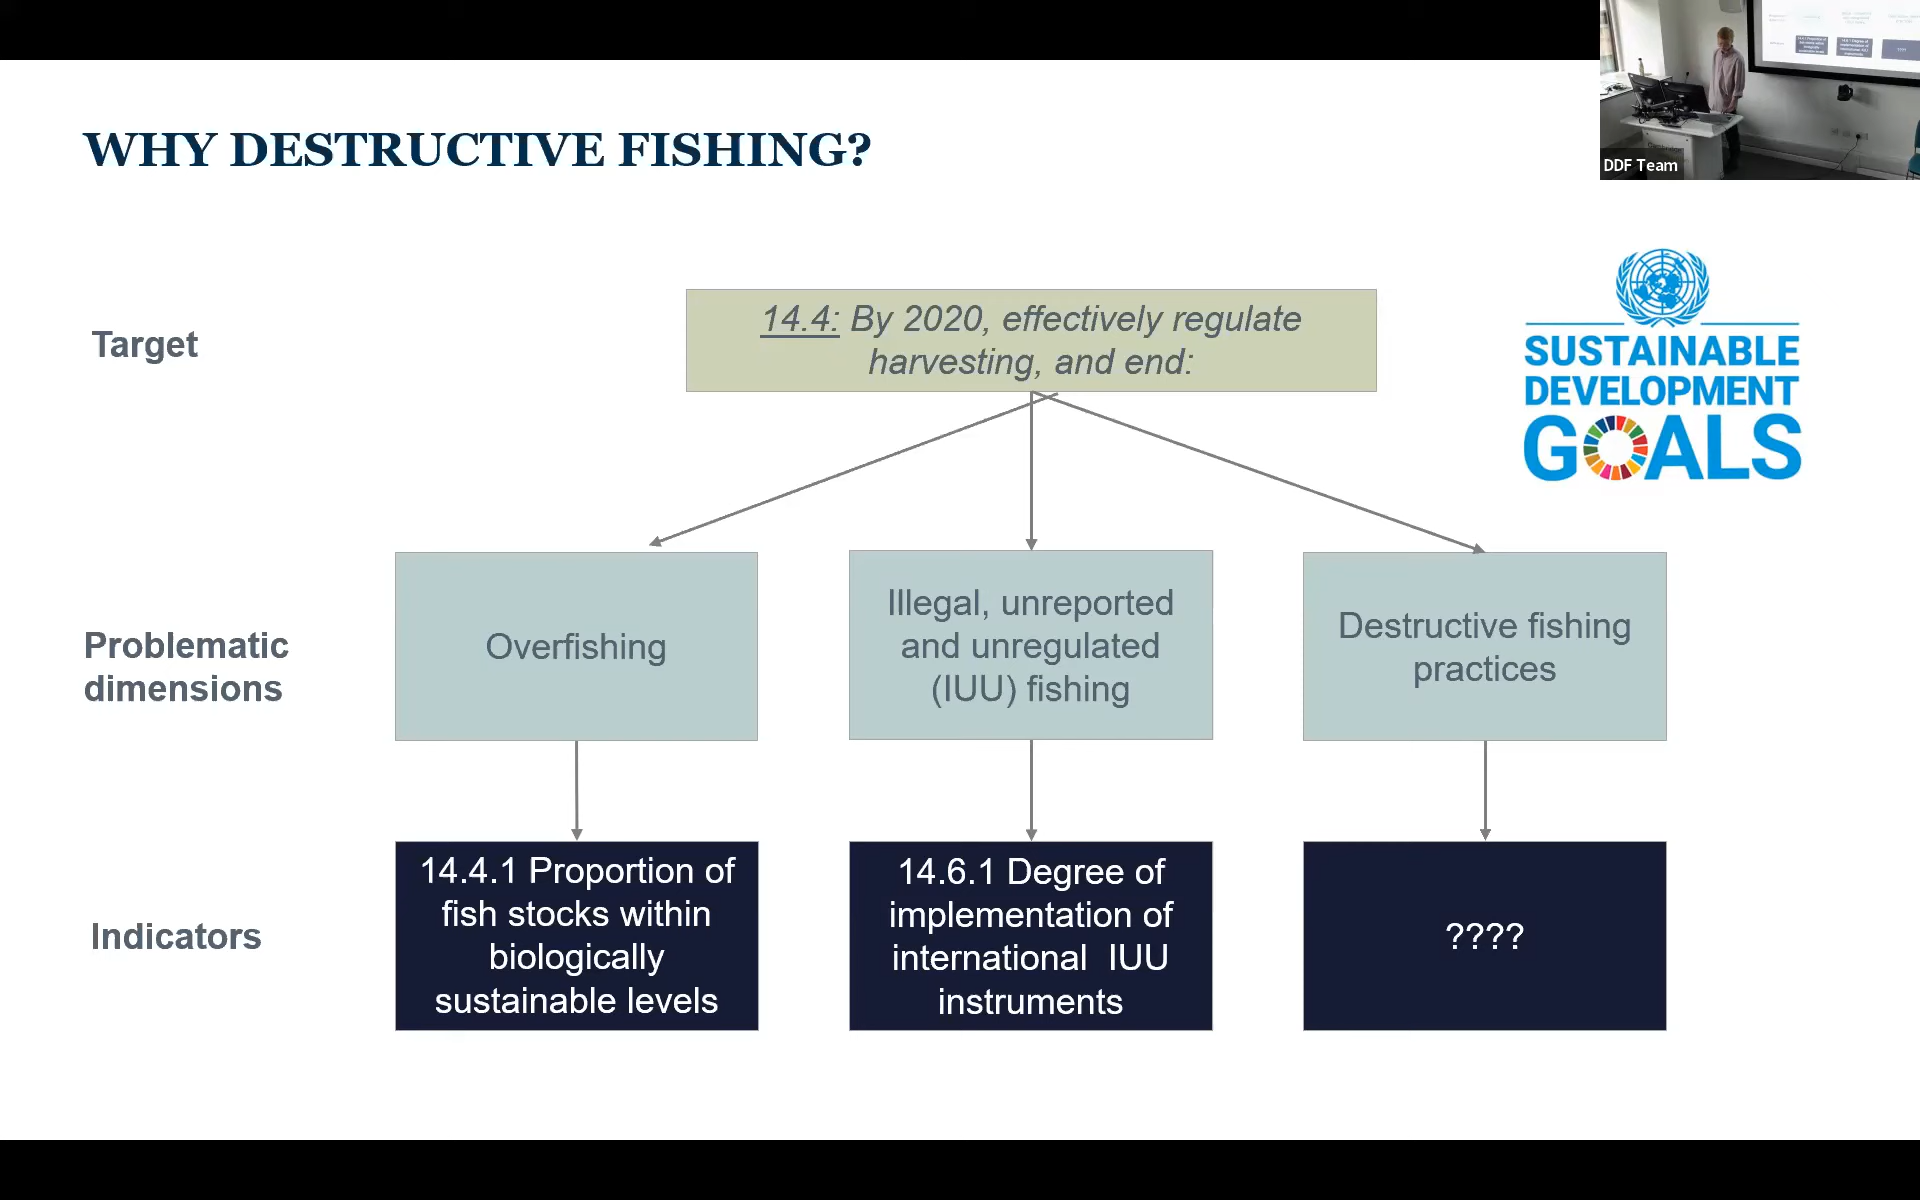 WHY DESTRUCTIVE FISHING?
DDF Team
SUSTAINABLE
DEVELOPMENT
GOALS
Target
14.4: By 2020, effectively regulate
harvesting, and end:
Problematic
dimensions
Overfishing
Illegal, unreported
and unregulated
(IUU) fishing
Destructive fishing
practices
Indicators
14.4.1 Proportion of
fish stocks within
biologically
sustainable levels
14.6.1 Degree of
implementation of
international  IUU
instruments
????